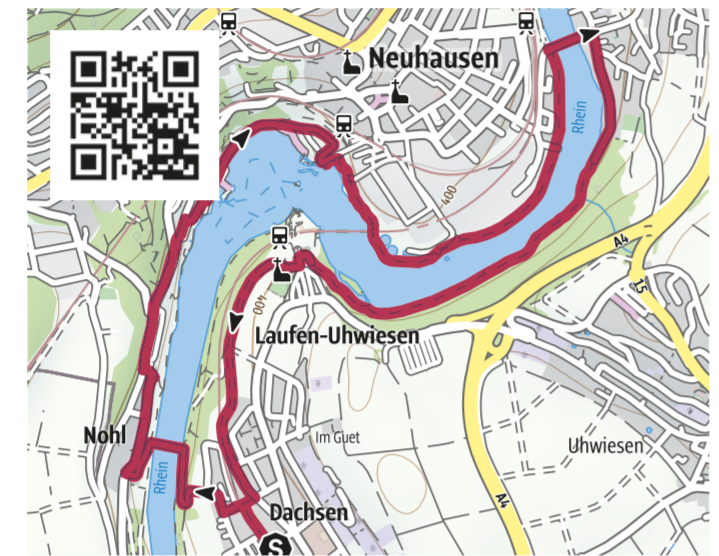 Neuhausen
Rhein
400
A4
15
400
Laufen-Uhwiesen
Nohl
Im Guet
Uhwiesen
Rhein
A4
Dachsen
S